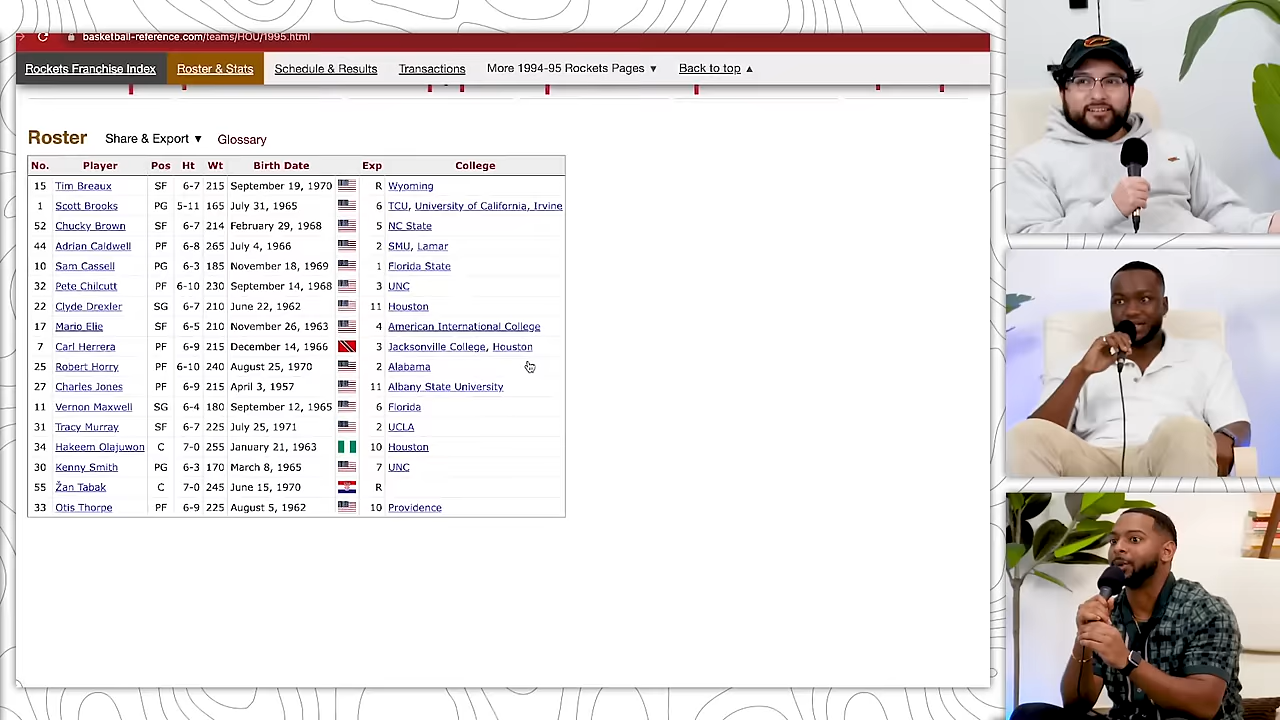 basketball-reference.com/teams/HOU/1995.html
Rockets Franchise Index Roster & Stats Schedule & Results Transactions More 1994-95 Rockets Pages ▼ Back to top ▲
Roster Share & Export ▼ Glossary
No. Player Pos Ht Wt Birth Date Exp College
15 Tim Breaux SF 6-7 215 September 19, 1970 R Wyoming
1 Scott Brooks PG 5-11 165 July 31, 1965 6 TCU, University of California, Irvine
52 Chucky Brown SF 6-7 214 February 29, 1968 3 NC State
44 Adrian Caldwell PF 6-8 265 July 4, 1966 2 SMU, Lamar
10 Sam Cassell PG 6-3 185 November 18, 1969 1 Florida State
32 Pete Chilcutt PF 6-10 230 September 14, 1968 3 UNC
22 Clyde Drexler SG 6-7 210 June 22, 1962 11 Houston
17 Mario Elie SF 6-5 210 November 26, 1963 4 American International College
7 Carl Herrera PF 6-9 215 December 14, 1966 3 Jacksonville College, Houston
25 Robert Horry PF 6-10 240 August 25, 1970 2 Alabama
27 Charles Jones PF 6-9 215 April 3, 1957 11 Albany State University
11 Vernon Maxwell SG 6-4 180 September 12, 1965 6 Florida
31 Tracy Murray SF 6-7 225 July 25, 1971 2 UCLA
34 Hakeem Olajuwon C 7-0 255 January 21, 1963 10 Houston
30 Kenny Smith PG 6-3 170 March 8, 1965 7 UNC
55 Žan Tabak C 7-0 245 June 15, 1970 R
33 Otis Thorpe PF 6-9 225 August 5, 1962 10 Providence